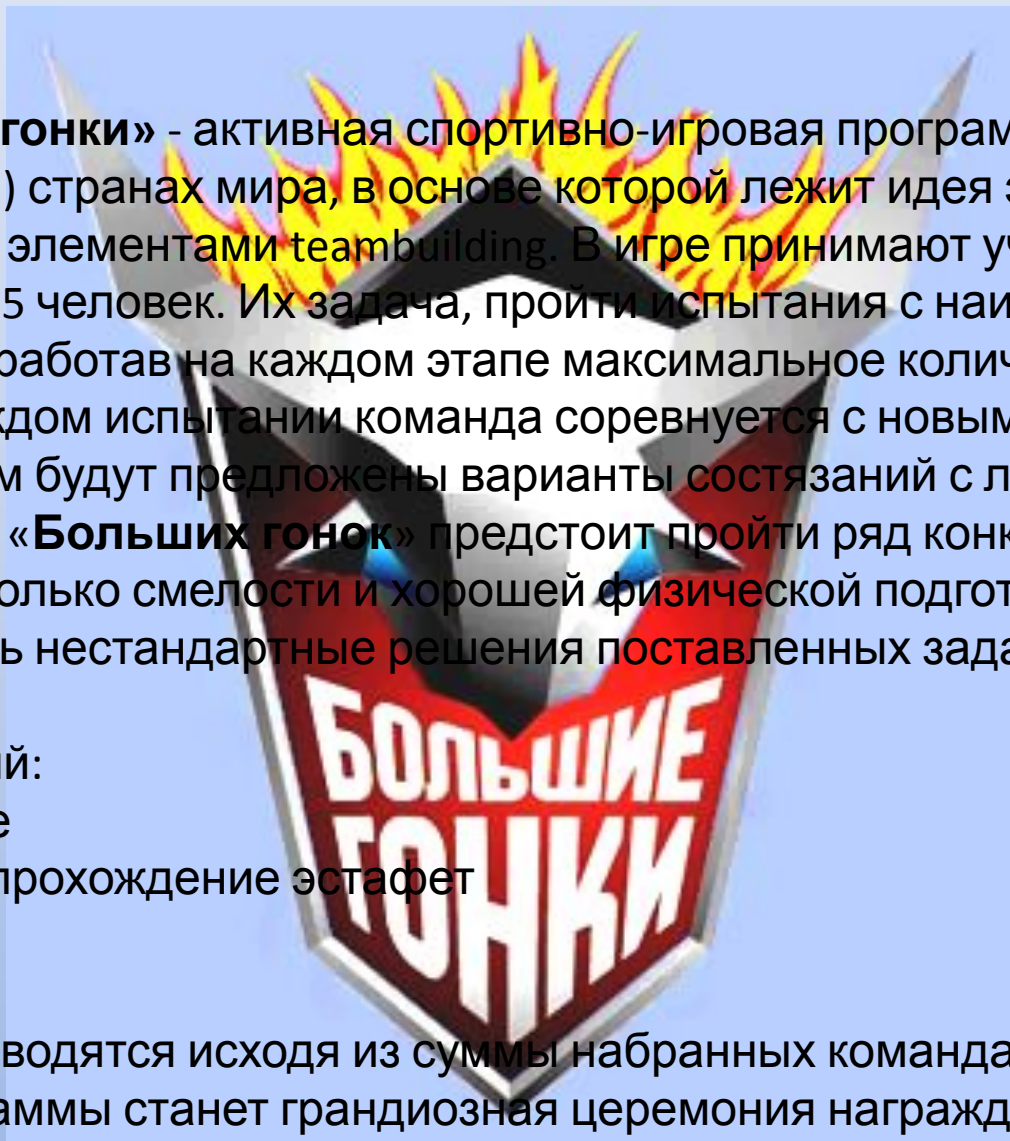 гонки» - активная спортивно-игровая програм
) странах мира, в основе которой лежит идея э
элементами teambuilding. В игре принимают уч
5 человек. Их задача, пройти испытания с наи
работав на каждом этапе максимальное колич
ждом испытании команда соревнуется с новым
м будут предложены варианты состязаний с л
«Больших гонок» предстоит пройти ряд конк
олько смелости и хорошей физической подгот
ь нестандартные решения поставленных зада
БОЛЬШИЕ
ГОНКИ
ий:
е
прохождение эстафет
водятся исходя из суммы набранных команда
аммы станет грандиозная церемония награжд